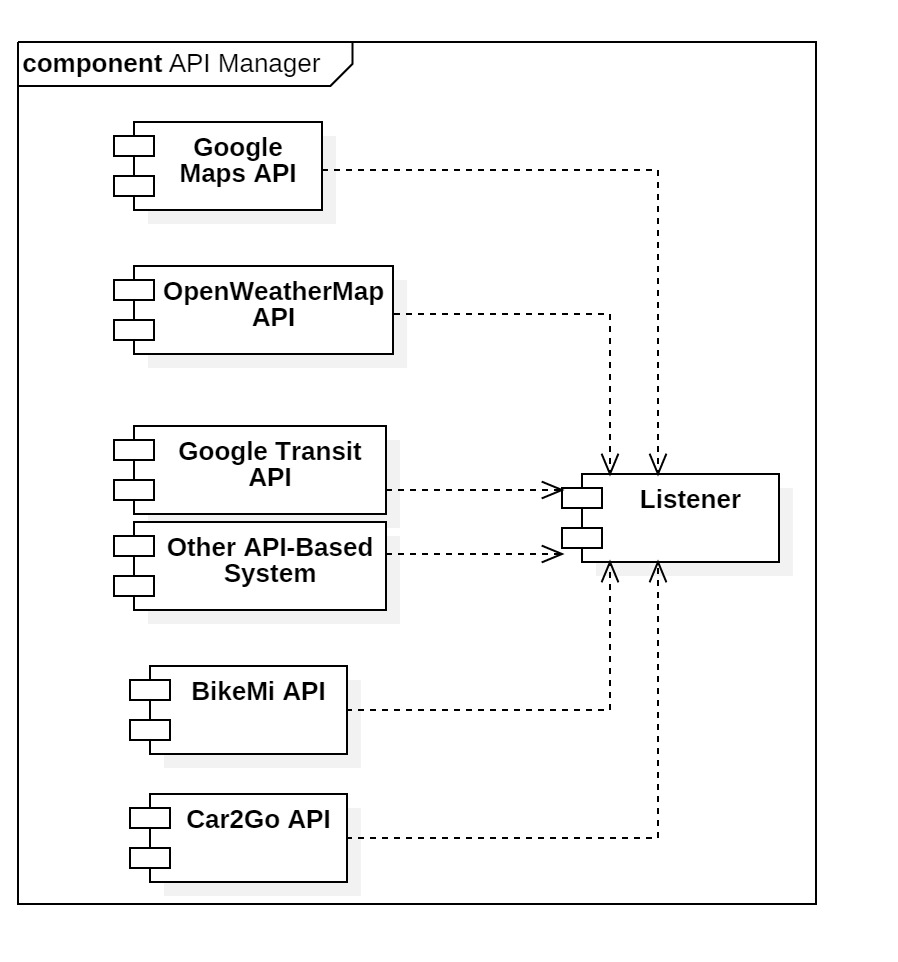 component API Manager
Google
Maps API
OpenWeatherMap
API
Google Transit
API
Listener
Other API-Based
System
BikeMi API
Car2Go API